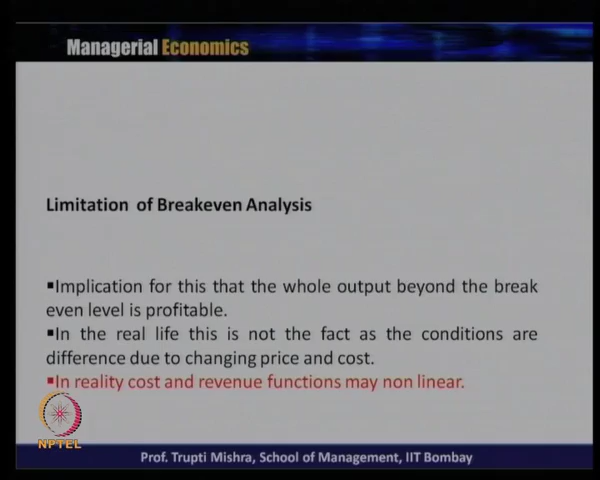 Managerial Economics
Limitation of Breakeven Analysis
▪Implication for this that the whole output beyond the break
even level is profitable.
▪In the real life this is not the fact as the conditions are
difference due to changing price and cost.
▪In reality cost and revenue functions may non linear.
NPTEL
Prof. Trupti Mishra, School of Management, IIT Bombay